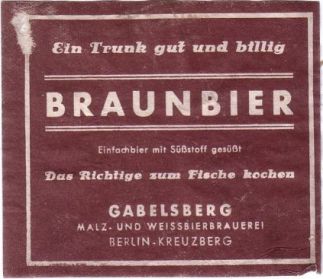 Ein Trunk gut und billig
BRAUNBIER
Einfachbier mit Süßstoff gesüßt
Das Richtige zum Fische kochen
GABELSBERG
MALZ- UND WEISSBIERBRAUEREI
BERLIN-KREUZBERG